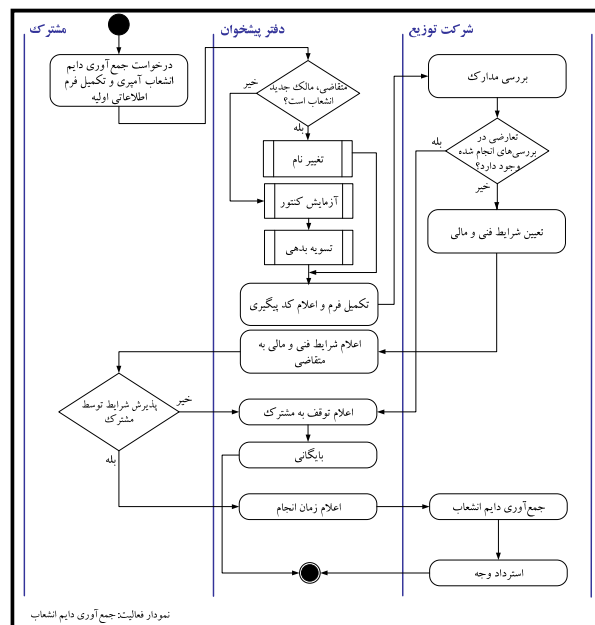 شرکت توزیع
دفتر پیشخوان
مشترک
درخواست جمع‌آوری دایم
انشعاب آمپری و تکمیل فرم
اطلاعاتی اولیه
متقاضی، مالک جدید
انشعاب است؟
خیر
بله
تغییر نام
آزمایش کنتور
تسویه بدهی
تکمیل فرم و اعلام کد پیگیری
بررسی مدارک
تعارضی در
بررسی‌های انجام شده
وجود دارد؟
بله
خیر
تعیین شرایط فنی و مالی
اعلام شرایط فنی و مالی به
متقاضی
پذیرش شرایط توسط
مشترک
خیر
بله
اعلام توقف به مشترک
بایگانی
اعلام زمان انجام
جمع‌آوری دایم انشعاب
استرداد وجه
نمودار فعالیت: جمع‌آوری دایم انشعاب